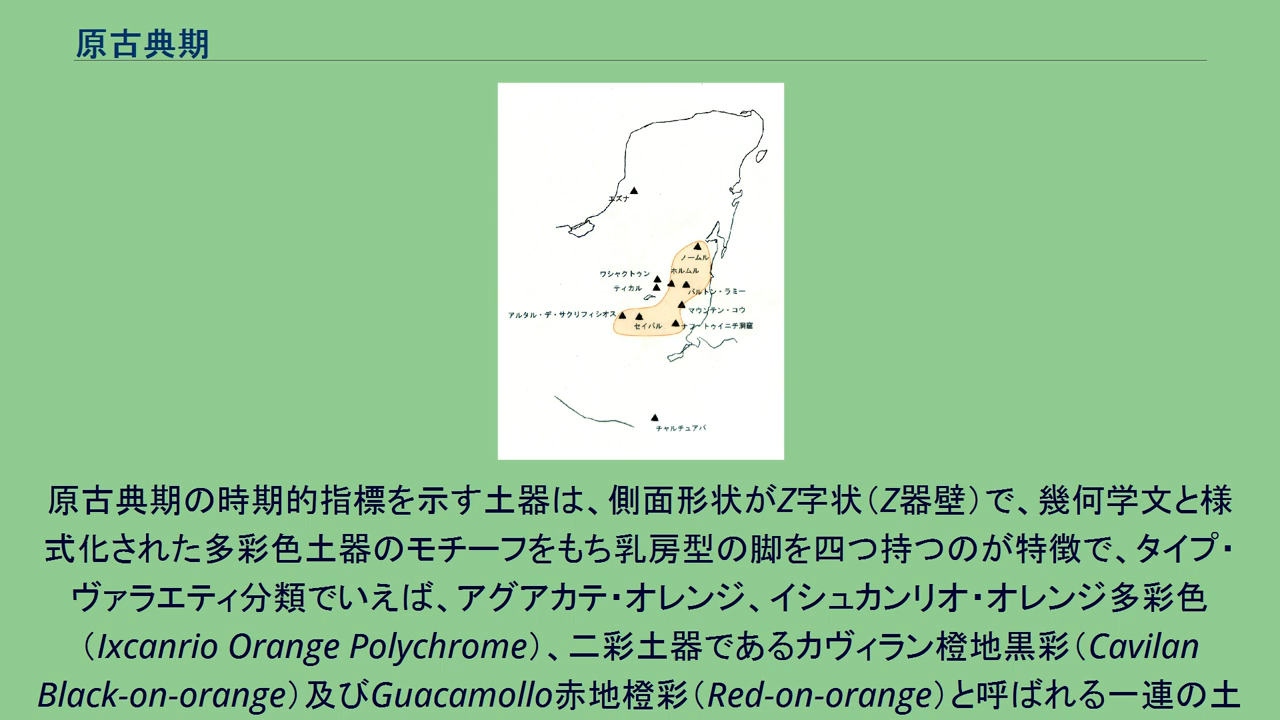 原古典期
エズナ
ノームル
ワシャクトゥン
ホルムル
ティカル
バルトン・ラミー
マウンテン・コウ
アルタル・デ・サクリフィシオス
セイバル
ナフ・トゥイニチ洞窟
チャルチュアパ
原古典期の時期的指標を示す土器は、側面形状がZ字状（Z器壁）で、幾何学文と様
式化された多彩色土器のモチーフをもち乳房型の脚を四つ持つのが特徴で、タイプ・
ヴァラエティ分類でいえば、アグアカテ・オレンジ、イシュカンリオ・オレンジ多彩色
（Ixcanrio Orange Polychrome）、二彩土器であるカヴィラン橙地黒彩（Cavilan
Black-on-orange）及びGuacamollo赤地橙彩（Red-on-orange）と呼ばれる一連の土